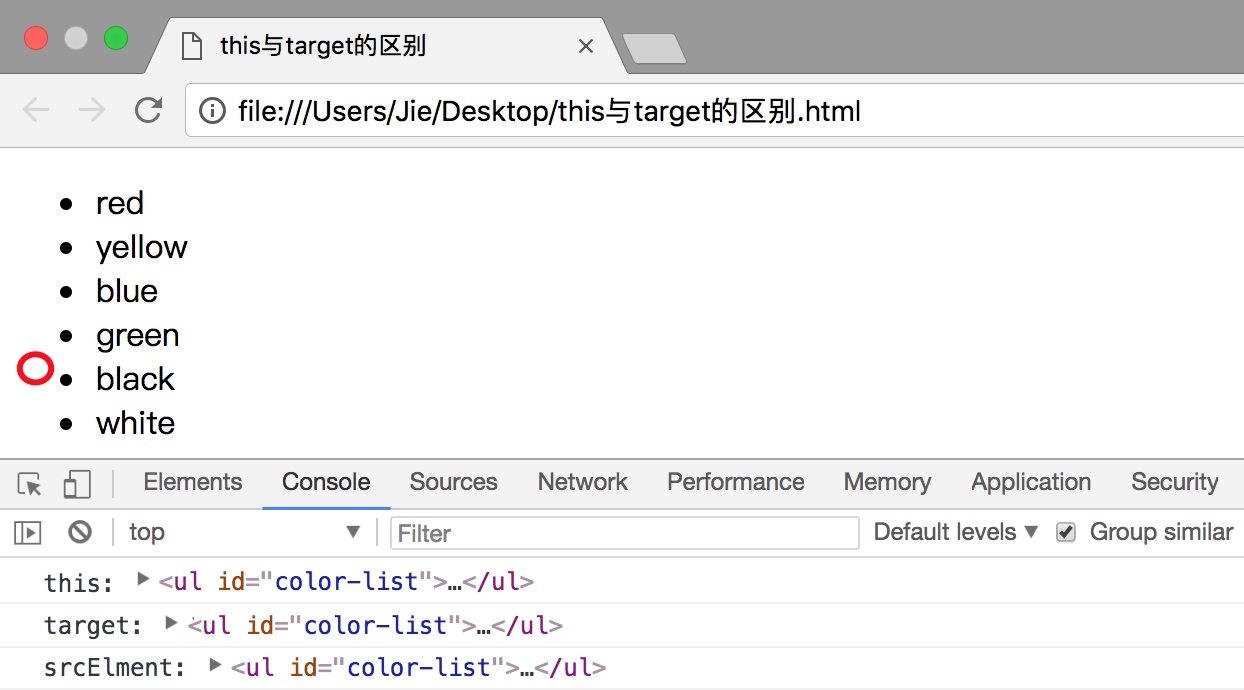 this与target的区别
file:///Users/Jie/Desktop/this与target的区别.html
red
yellow
blue
green
black
white
Elements Console Sources Network Performance Memory Application Security
top Filter Default levels Group similar
this: <ul id="color-list">…</ul>
target: <ul id="color-list">…</ul>
srcElment: <ul id="color-list">…</ul>